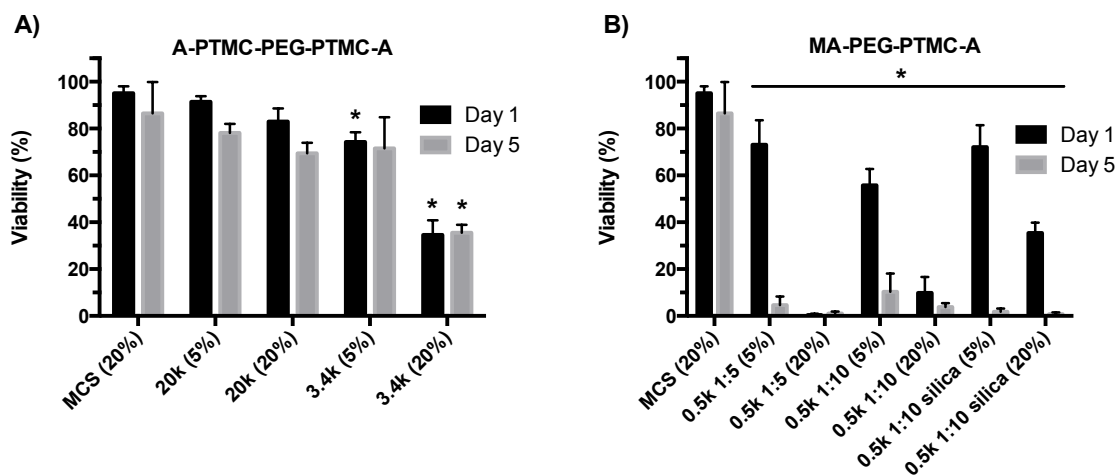 A)
A-PTMC-PEG-PTMC-A
Viability (%)
100
80
60
40
20
0
Day 1
Day 5
*
* *
MCS (20%)
20k (5%)
20k (20%)
3.4k (5%)
3.4k (20%)
B)
MA-PEG-PTMC-A
*
Viability (%)
100
80
60
40
20
0
Day 1
Day 5
MCS (20%)
0.5k 1:5 (5%)
0.5k 1:5 (20%)
0.5k 1:10 (5%)
0.5k 1:10 (20%)
0.5k 1:10 silica (5%)
0.5k 1:10 silica (20%)